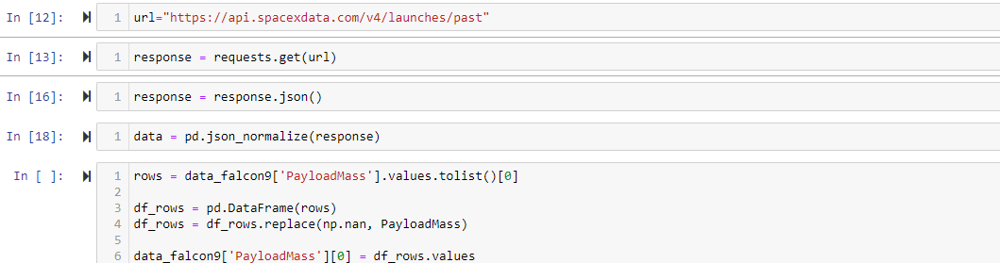 In [12]: 1 url="https://api.spacexdata.com/v4/launches/past"
In [13]: 1 response = requests.get(url)
In [16]: 1 response = response.json()
In [18]: 1 data = pd.json_normalize(response)
In [ ]: 1 rows = data_falcon9['PayloadMass'].values.tolist()[0]
2
3 df_rows = pd.DataFrame(rows)
4 df_rows = df_rows.replace(np.nan, PayloadMass)
5
6 data_falcon9['PayloadMass'][0] = df_rows.values